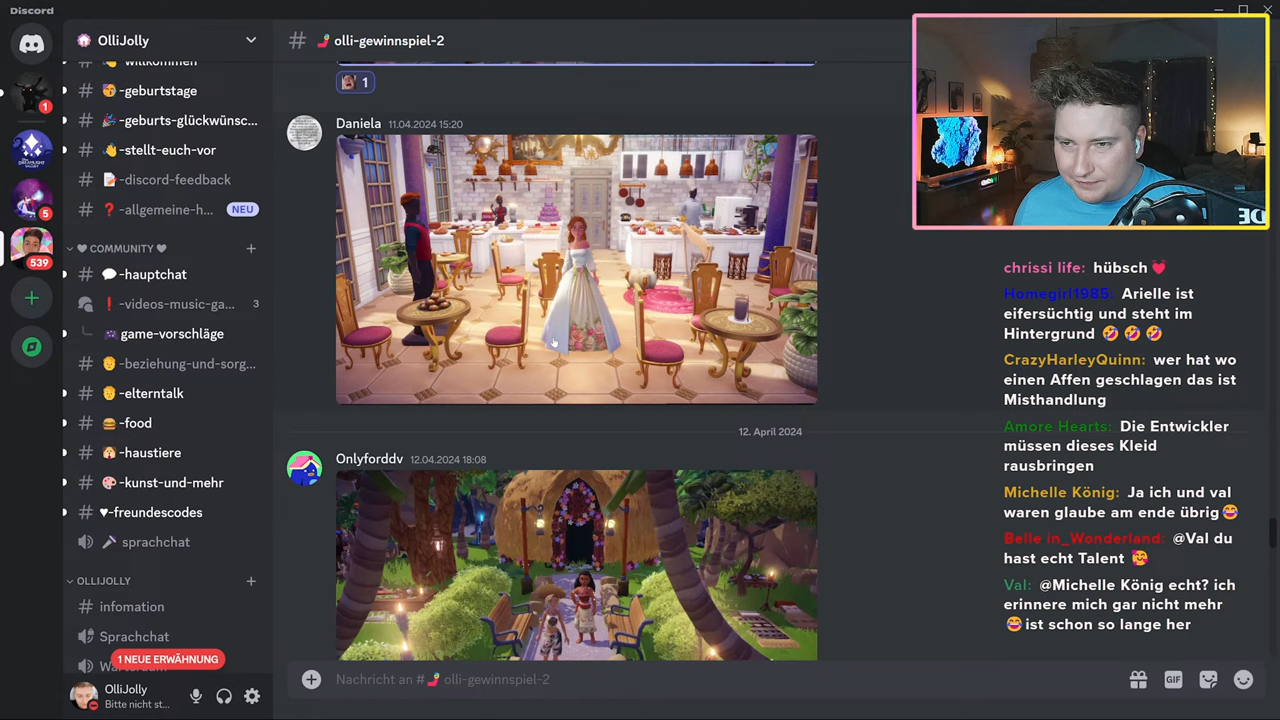 Discord
OlliJolly
willkommen
-geburtstage
-geburts-glückwünsc...
-stellt-euch-vor
-discord-feedback
-allgemeine-h...
NEU
COMMUNITY
-hauptchat
-videos-music-ga...
3
game-vorschläge
-beziehung-und-sorg...
-elterntalk
-food
-haustiere
-kunst-und-mehr
-freundescodes
sprachchat
OLLIJOLLY
infomation
Sprachchat
1 NEUE ERWÄHNUNG
OlliJolly
Bitte nicht st...
1
5
539
olli-gewinnspiel-2
1
Daniela 11.04.2024 15:20
12. April 2024
Onlyforddv 12.04.2024 18:08
Nachricht an # olli-gewinnspiel-2
GIF
chrissi life: hübsch
Homegirl1985: Arielle ist
eifersüchtig und steht im
Hintergrund
CrazyHarleyQuinn: wer hat wo
einen Affen geschlagen das ist
Misthandlung
Amore Hearts: Die Entwickler
müssen dieses Kleid
rausbringen
Michelle König: Ja ich und val
waren glaube am ende übrig
Belle in_Wonderland: @Val du
hast echt Talent
Val: @Michelle König echt? ich
erinnere mich gar nicht mehr
ist schon so lange her